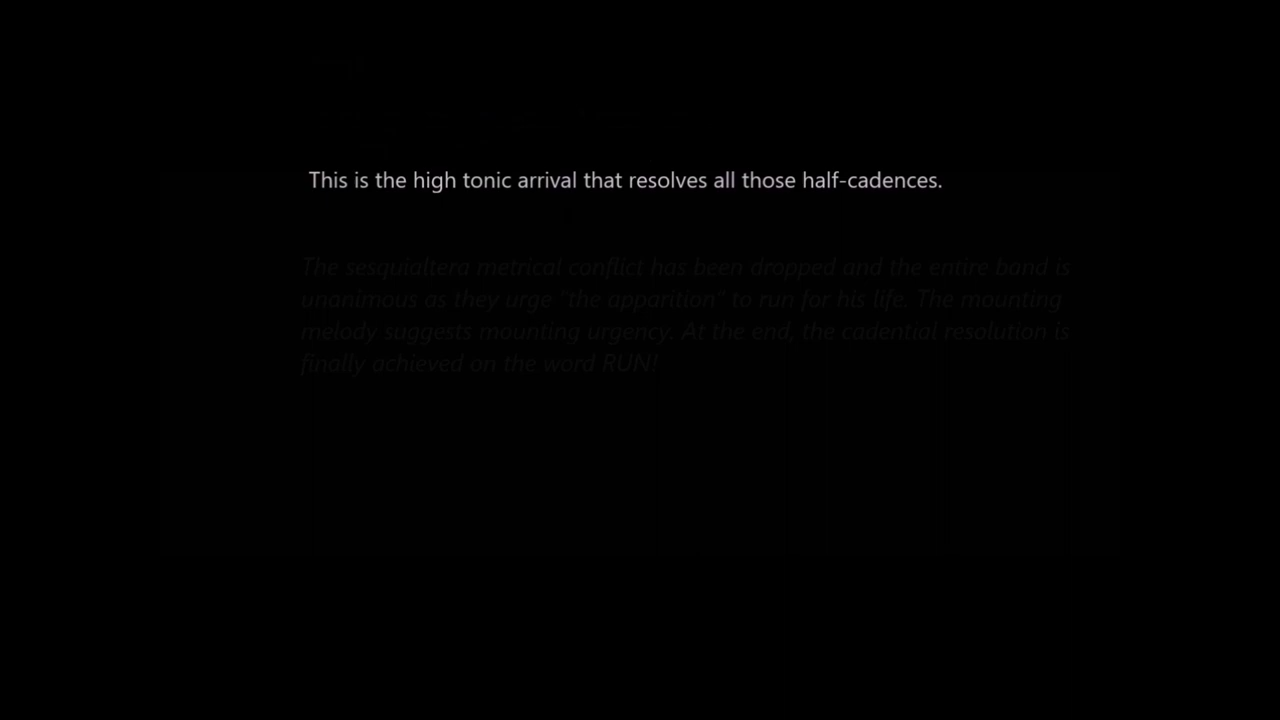 This is the high tonic arrival that resolves all those half-cadences.
The sesquialtera metrical conflict has been dropped and the entire band is
unanimous as they urge "the apparition" to run for his life. The mounting
melody suggests mounting urgency. At the end, the cadential resolution is
finally achieved on the word RUN!